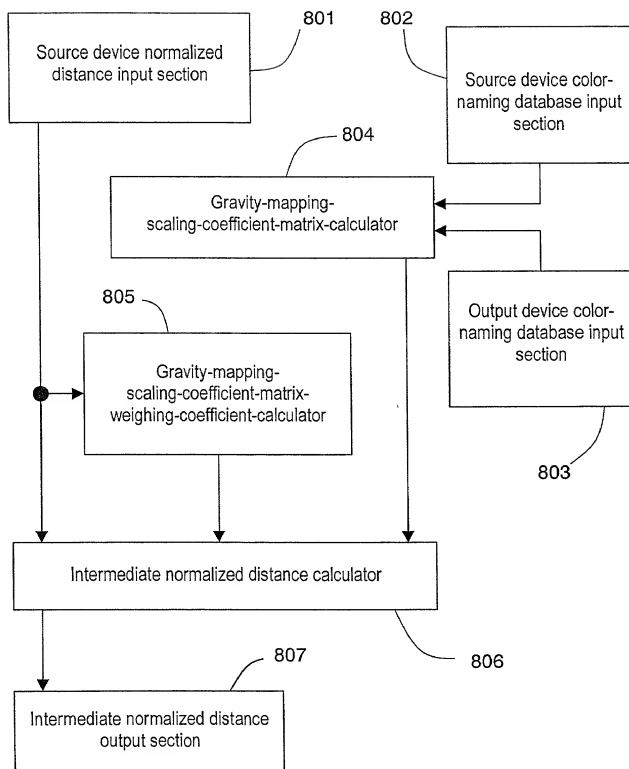 801
Source device normalized
distance input section
802
Source device color-
naming database input
section
804
Gravity-mapping-
scaling-coefficient-matrix-calculator
805
Gravity-mapping-
scaling-coefficient-matrix-
weighing-coefficient-calculator
Output device color-
naming database input
section
803
Intermediate normalized distance calculator
806
807
Intermediate normalized distance
output section